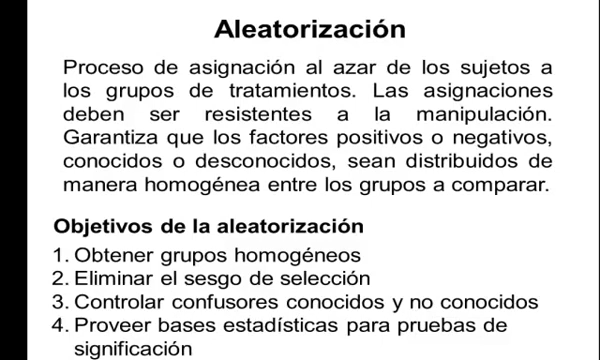 Aleatorización
Proceso de asignación al azar de los sujetos a
los grupos de tratamientos. Las asignaciones
deben ser resistentes a la manipulación.
Garantiza que los factores positivos o negativos,
conocidos o desconocidos, sean distribuidos de
manera homogénea entre los grupos a comparar.
Objetivos de la aleatorización
1. Obtener grupos homogéneos
2. Eliminar el sesgo de selección
3. Controlar confusores conocidos y no conocidos
4. Proveer bases estadísticas para pruebas de
significación